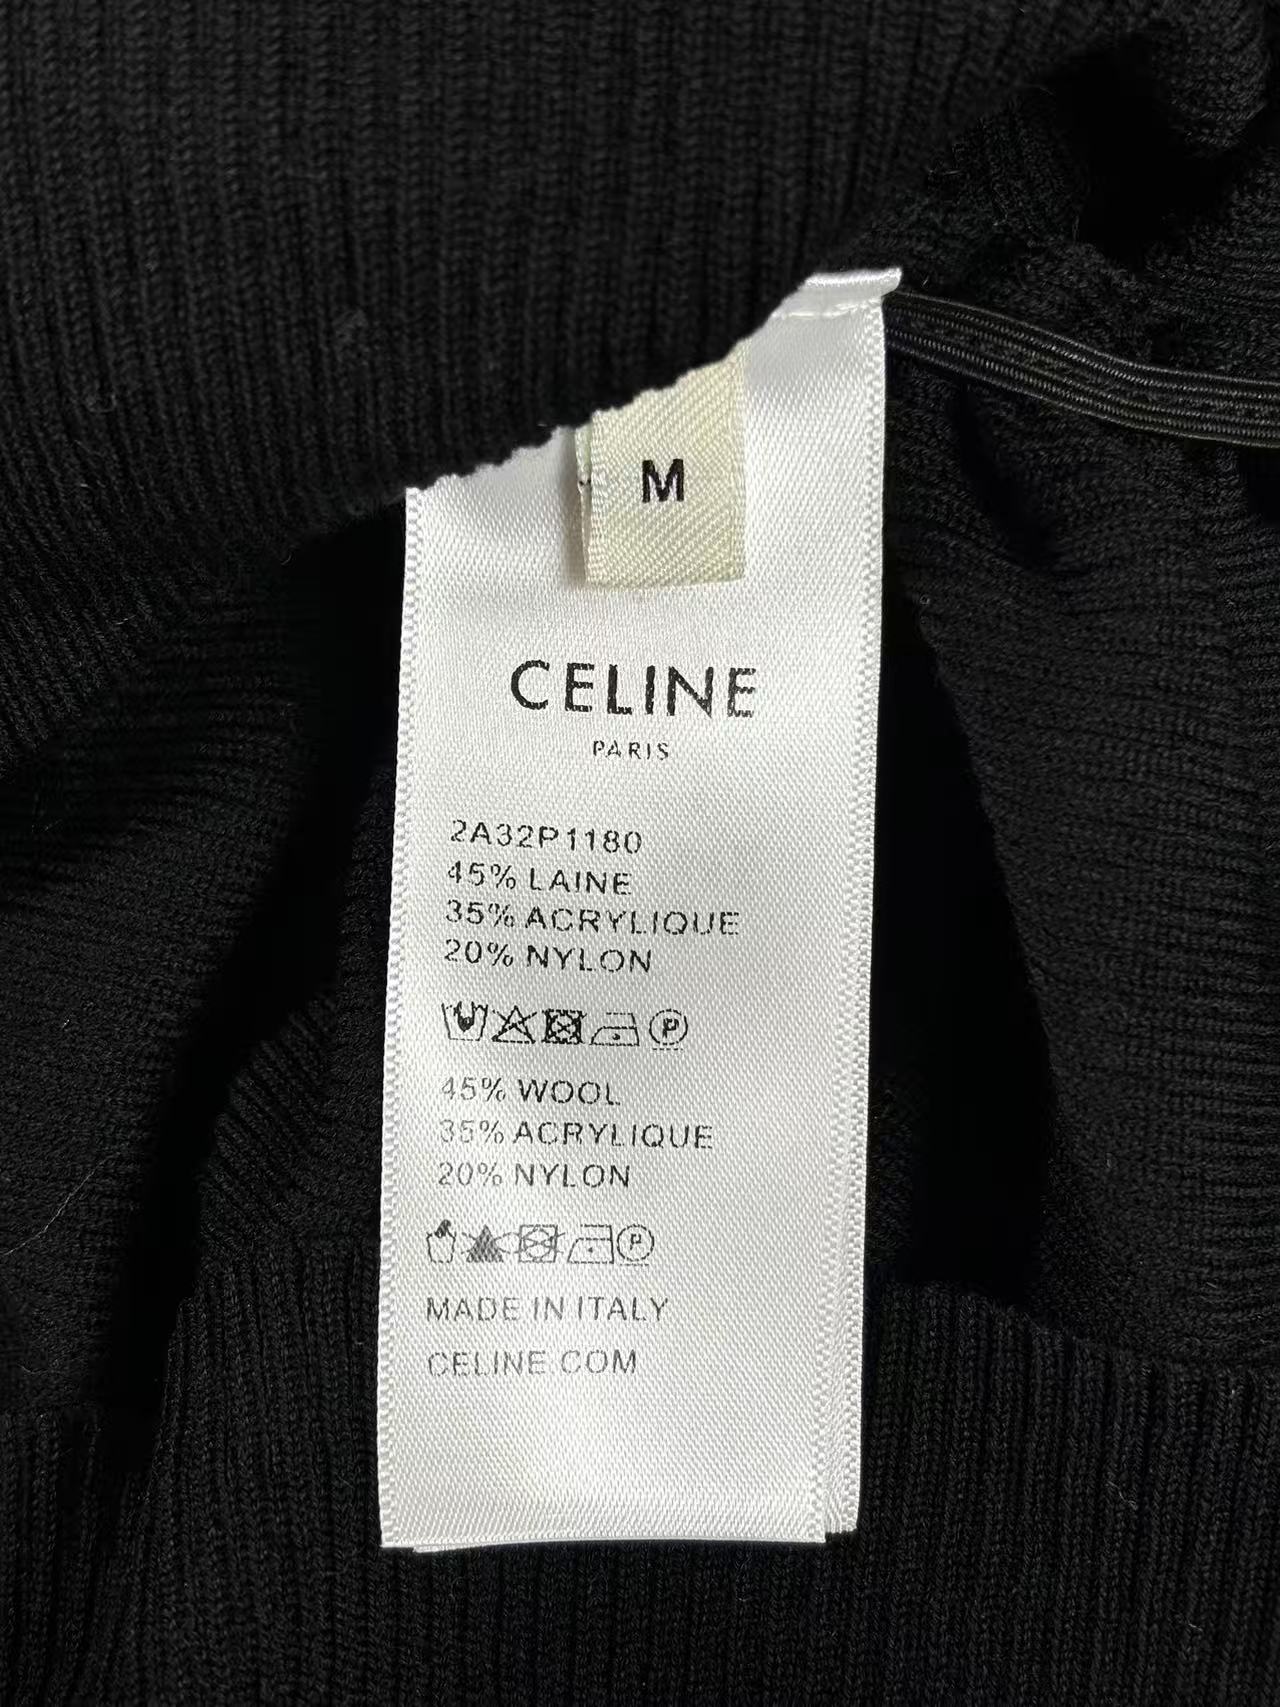 M
CELINE
PARIS
2A32P1180
45% LAINE
35% ACRYLIQUE
20% NYLON
P
45% WOOL
35% ACRYLIQUE
20% NYLON
P
MADE IN ITALY
CELINE.COM